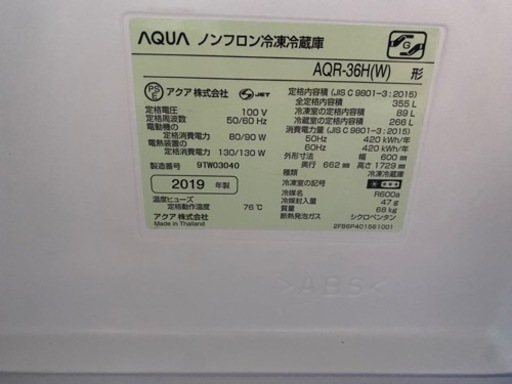 AQUA ノンフロン冷凍冷蔵庫
AQR-36H(W) 形
PS
E
アクア株式会社 JET
定格電圧 100 V
定格周波数 50/60 Hz
電動機の
定格消費電力 80/90 W
電熱装置の
定格消費電力 130/130 W
製造番号 9TW03040
2019 年製
温度ヒューズ
定格動作温度 76℃
アクア株式会社
Made in Thailand
定格内容積 (JIS C 9801-3:2015)
全定格内容積 355 L
冷凍室の定格内容積 89 L
冷蔵室の定格内容積 266 L
消費電力量 (JIS C 9801-3:2015)
50Hz 420 kWh/年
60Hz 420 kWh/年
外形寸法 幅 600 mm
奥行 662 mm 高さ 1729 mm
種類 冷凍冷蔵庫
冷凍室の記号
冷媒名 R600a
冷媒封入量 47 g
質量 68 kg
断熱発泡ガス シクロペンタン
2FB6P401561001
>ABS<